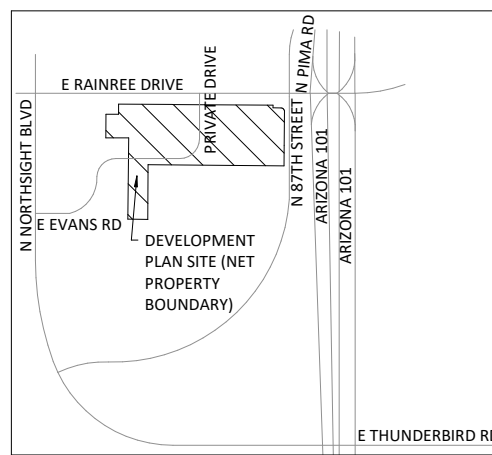 E RAINREE DRIVE
N NORTHSIGHT BLVD
PRIVATE DRIVE
N PIMA RD
N 87TH STREET
ARIZONA 101
ARIZONA 101
E EVANS RD
DEVELOPMENT
PLAN SITE (NET
PROPERTY
BOUNDARY)
E THUNDERBIRD RD